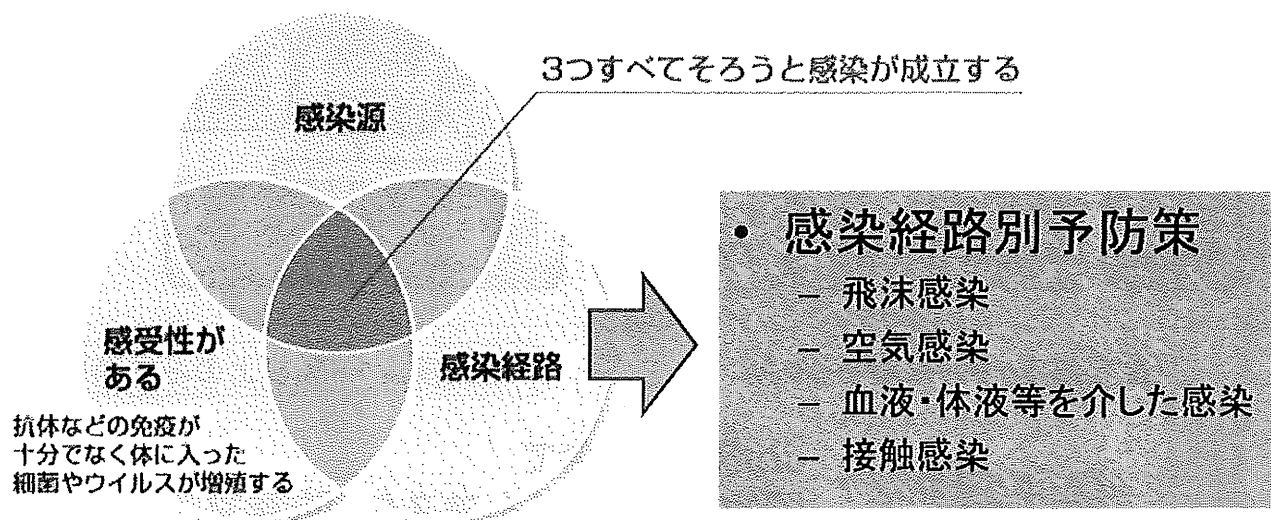 3つすべてそろうと感染が成立する
感染源
感受性が
ある
抗体などの免疫が
十分でなく体に入った
細菌やウイルスが増殖する
感染経路
• 感染経路別予防策
– 飛沫感染
– 空気感染
– 血液・体液等を介した感染
– 接触感染